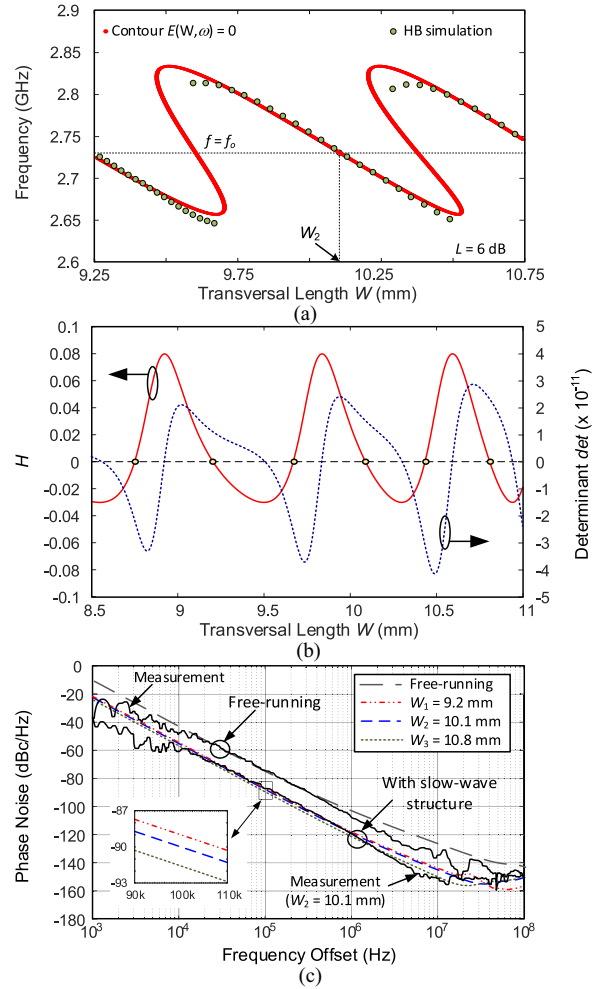 (a)
2.9
2.8
2.7
2.6
Frequency (GHz)
Contour E(W,ω) = 0
HB simulation
f = fo
W2
L = 6 dB
9.25
9.75
10.25
10.75
Transversal Length W (mm)
(a)
0.1
0.08
0.06
0.04
0.02
0
-0.02
-0.04
-0.06
-0.08
-0.1
H
5
4
3
2
1
0
-1
-2
-3
-4
5
Determinant det (x 10-11)
8.5
9
9.5
10
10.5
11
Transversal Length W (mm)
(b)
0
-20
-40
-60
-80
-100
-120
-140
-160
-180
Phase Noise (dBc/Hz)
Measurement
Free-running
Free-running
W1 = 9.2 mm
W2 = 10.1 mm
W3 = 10.8 mm
With slow-wave
structure
-87
-90
-93
90k
100k
110k
Measurement
(W2 = 10.1 mm)
10³
10⁴
10⁵
10⁶
10⁷
10⁸
Frequency Offset (Hz)
(c)